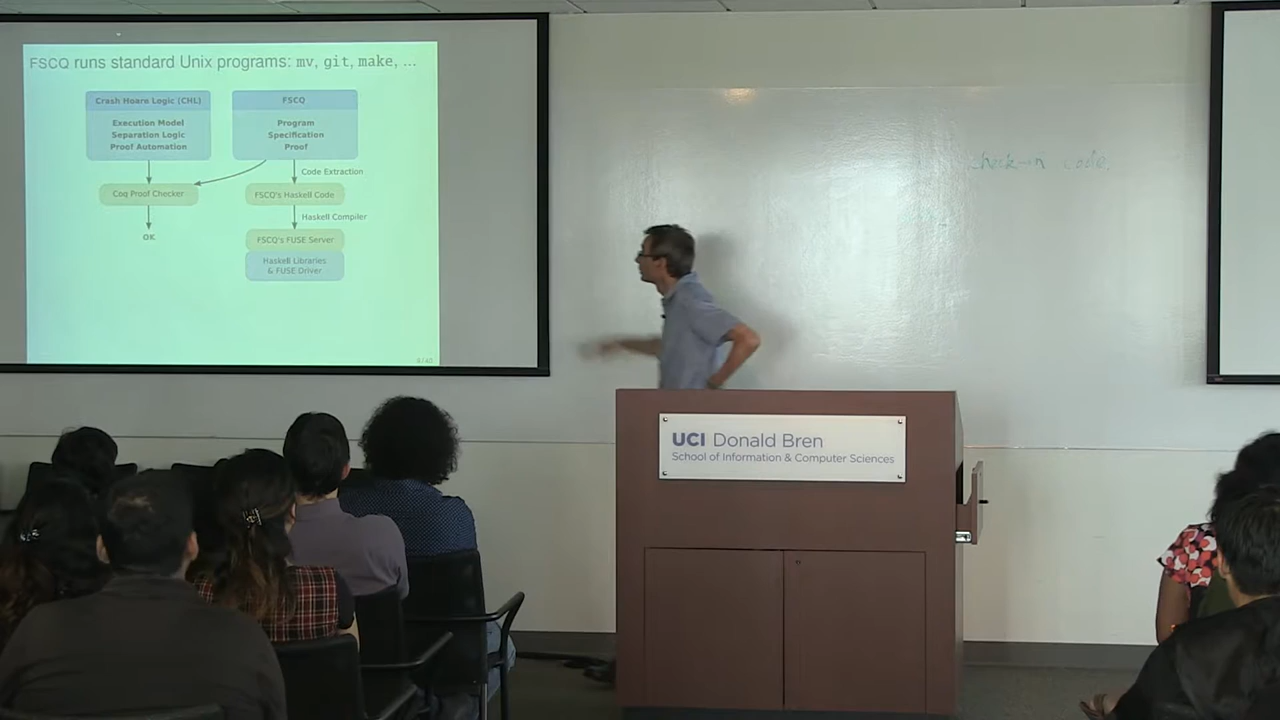 FSCQ runs standard Unix programs: mv, git, make, ...
Crash Hoare Logic (CHL)
Execution Model
Separation Logic
Proof Automation
FSCQ
Program
Specification
Proof
Code Extraction
Coq Proof Checker
FSCQ's Haskell Code
Haskell Compiler
OK
FSCQ's FUSE Server
Haskell Libraries
& FUSE Driver
check-in code.
UCI Donald Bren
School of Information & Computer Sciences